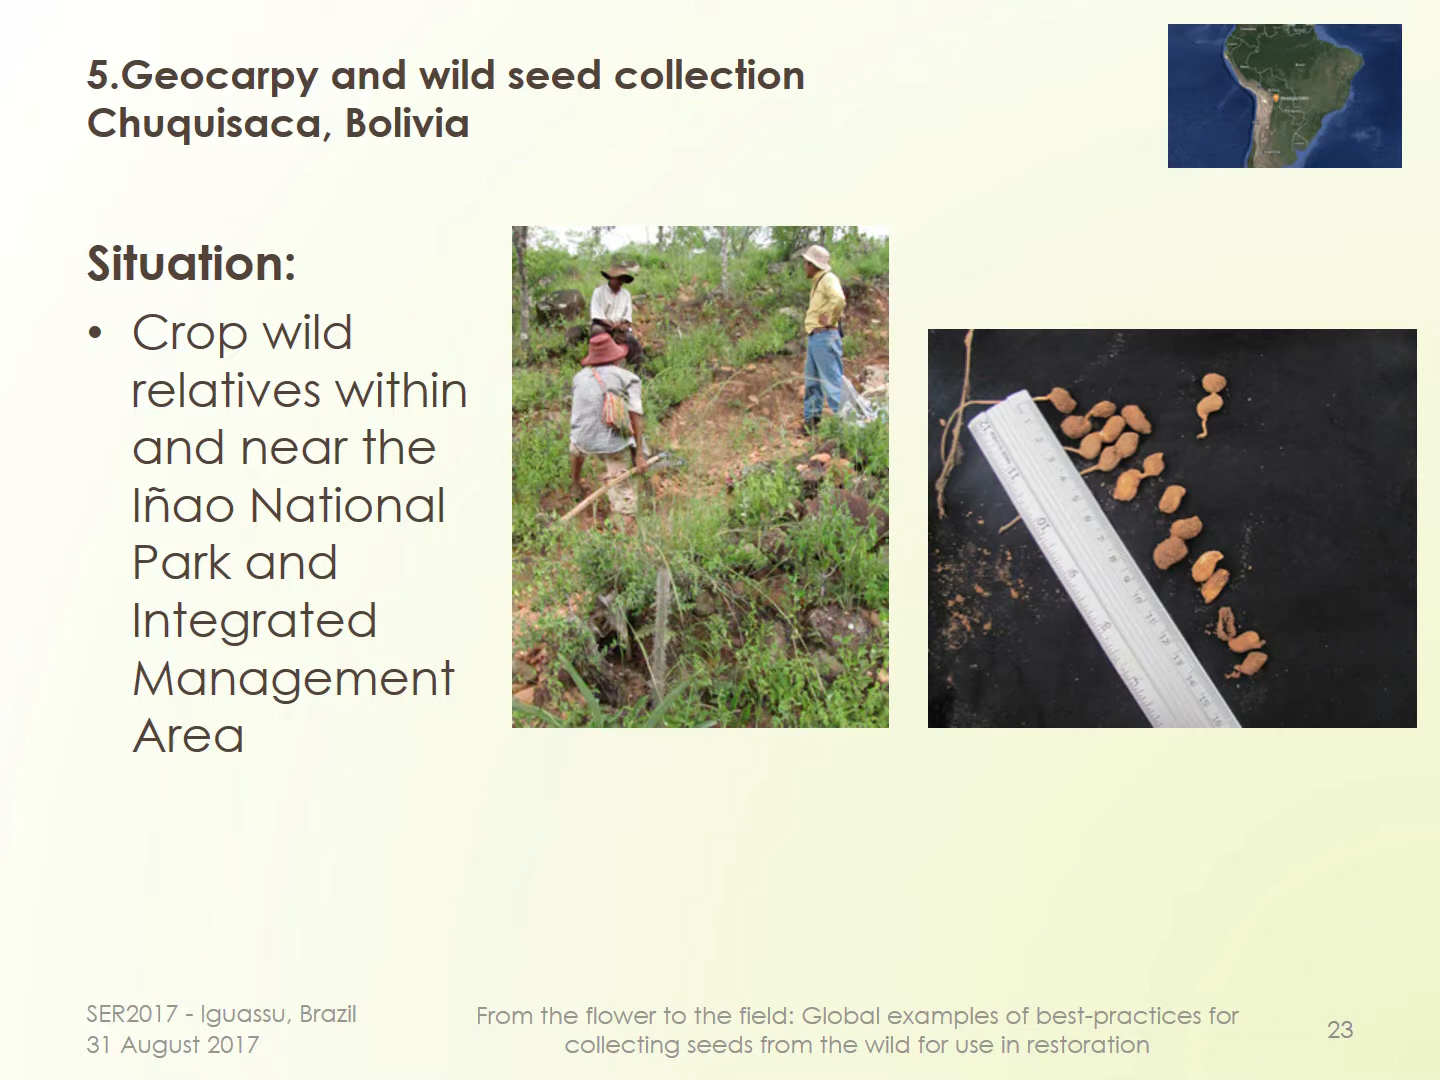 5.Geocarpy and wild seed collection
Chuquisaca, Bolivia
Situation:
• Crop wild
relatives within
and near the
Iñao National
Park and
Integrated
Management
Area
SER2017 - Iguassu, Brazil
31 August 2017
From the flower to the field: Global examples of best-practices for
collecting seeds from the wild for use in restoration
23